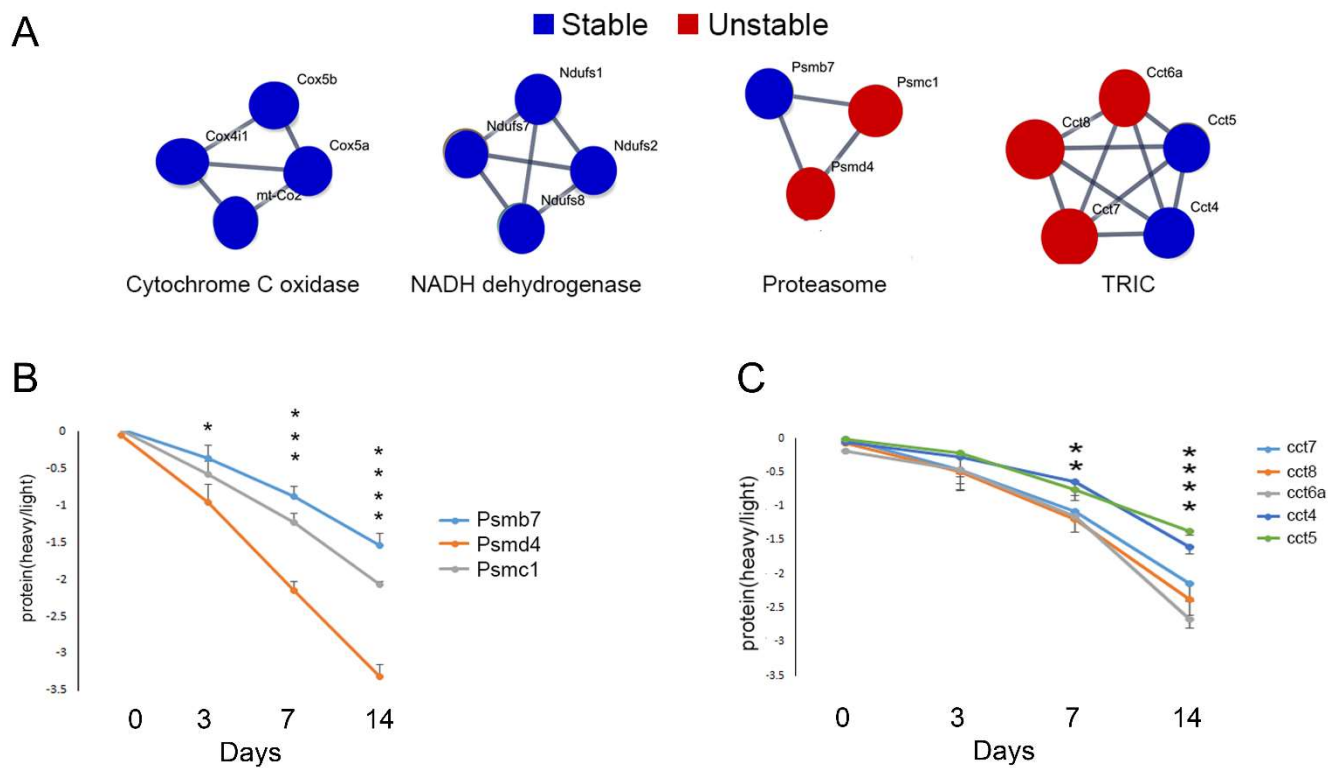 A
Stable Unstable
Cox5b
Cox4i1
Cox5a
mt-Co2
Cytochrome C oxidase
Ndufs1
Ndufs7
Ndufs2
Ndufs8
NADH dehydrogenase
Psmb7
Psmc1
Psmd4
Proteasome
Cct6a
Cct8
Cct5
Cct7
Cct4
TRIC
B
protein(heavy/light)
0
-0.5
-1
-1.5
-2
-2.5
-3
-3.5
*
* * *
* * * *
0 3 7 14
Days
Psmb7
Psmd4
Psmc1
C
protein(heavy/light)
0
-0.5
-1
-1.5
-2
-2.5
-3
-3.5
* *
* * * *
0 3 7 14
Days
cct7
cct8
cct6a
cct4
cct5